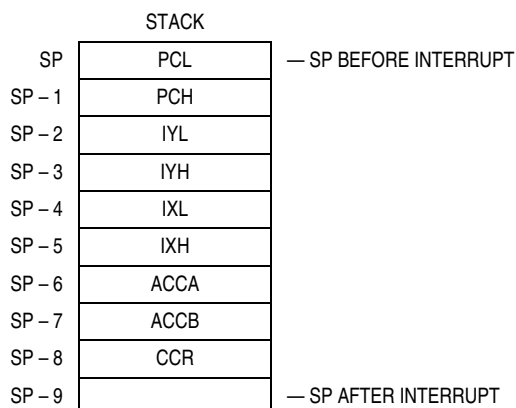 STACK
SP PCL — SP BEFORE INTERRUPT
SP – 1 PCH
SP – 2 IYL
SP – 3 IYH
SP – 4 IXL
SP – 5 IXH
SP – 6 ACCA
SP – 7 ACCB
SP – 8 CCR
SP – 9 — SP AFTER INTERRUPT